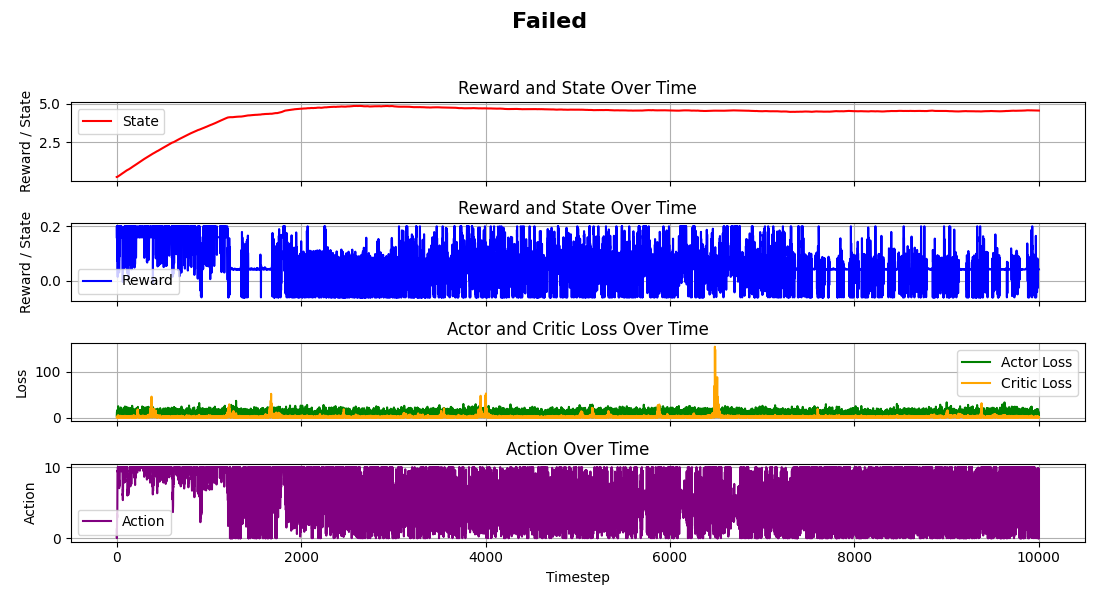 Failed
Reward and State Over Time
Reward / State
5.0
2.5
State
Reward and State Over Time
Reward / State
0.2
0.0
Reward
Actor and Critic Loss Over Time
Loss
100
0
Actor Loss
Critic Loss
Action Over Time
Action
10
0
Action
0 2000 4000 6000 8000 10000
Timestep